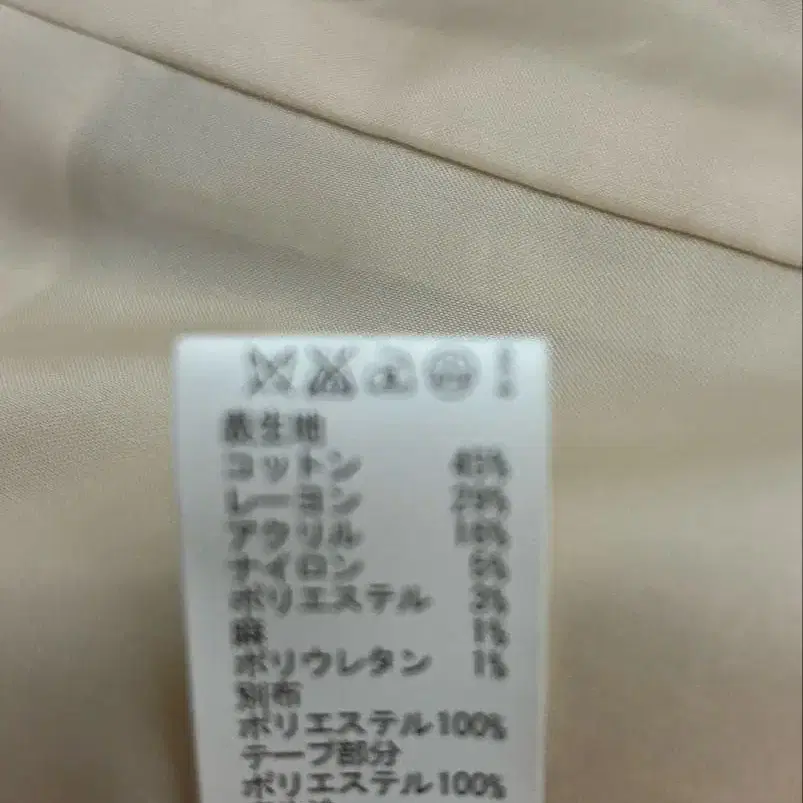 表生地
コットン 45%
レーヨン 29%
アクリル 16%
ナイロン 5%
ポリエステル 3%
麻 1%
ポリウレタン 1%
別布
ポリエステル100%
テープ部分
ポリエステル100%